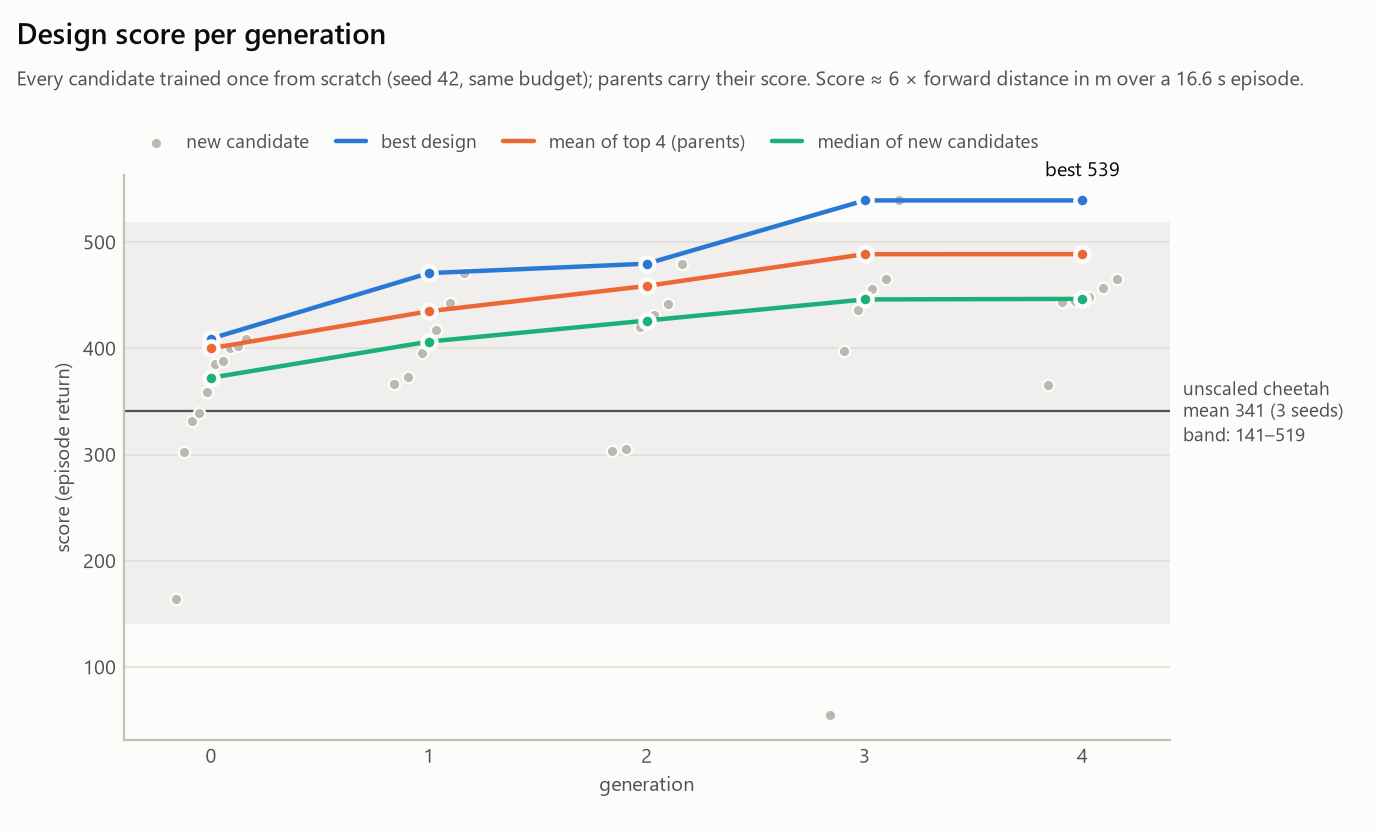 Design score per generation
Every candidate trained once from scratch (seed 42, same budget); parents carry their score. Score ≈ 6 × forward distance in m over a 16.6 s episode.
new candidate
best design
mean of top 4 (parents)
median of new candidates
best 539
500
400
300
200
100
score (episode return)
unscaled cheetah
mean 341 (3 seeds)
band: 141–519
0
1
2
3
4
generation